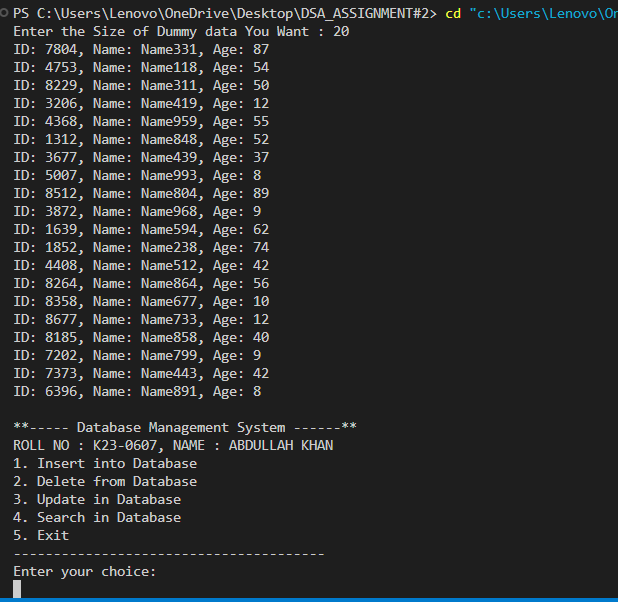 PS C:\Users\Lenovo\OneDrive\Desktop\DSA_ASSIGNMENT#2> cd "c:\Users\Lenovo\On
Enter the Size of Dummy data You Want : 20
ID: 7804, Name: Name331, Age: 87
ID: 4753, Name: Name118, Age: 54
ID: 8229, Name: Name311, Age: 50
ID: 3206, Name: Name419, Age: 12
ID: 4368, Name: Name959, Age: 55
ID: 1312, Name: Name848, Age: 52
ID: 3677, Name: Name439, Age: 37
ID: 5007, Name: Name993, Age: 8
ID: 8512, Name: Name804, Age: 89
ID: 3872, Name: Name968, Age: 9
ID: 1639, Name: Name594, Age: 62
ID: 1852, Name: Name238, Age: 74
ID: 4408, Name: Name512, Age: 42
ID: 8264, Name: Name864, Age: 56
ID: 8358, Name: Name677, Age: 10
ID: 8677, Name: Name733, Age: 12
ID: 8185, Name: Name858, Age: 40
ID: 7202, Name: Name799, Age: 9
ID: 7373, Name: Name443, Age: 42
ID: 6396, Name: Name891, Age: 8
**----- Database Management System ------**
ROLL NO : K23-0607, NAME : ABDULLAH KHAN
1. Insert into Database
2. Delete from Database
3. Update in Database
4. Search in Database
5. Exit
---------------------------------------
Enter your choice: